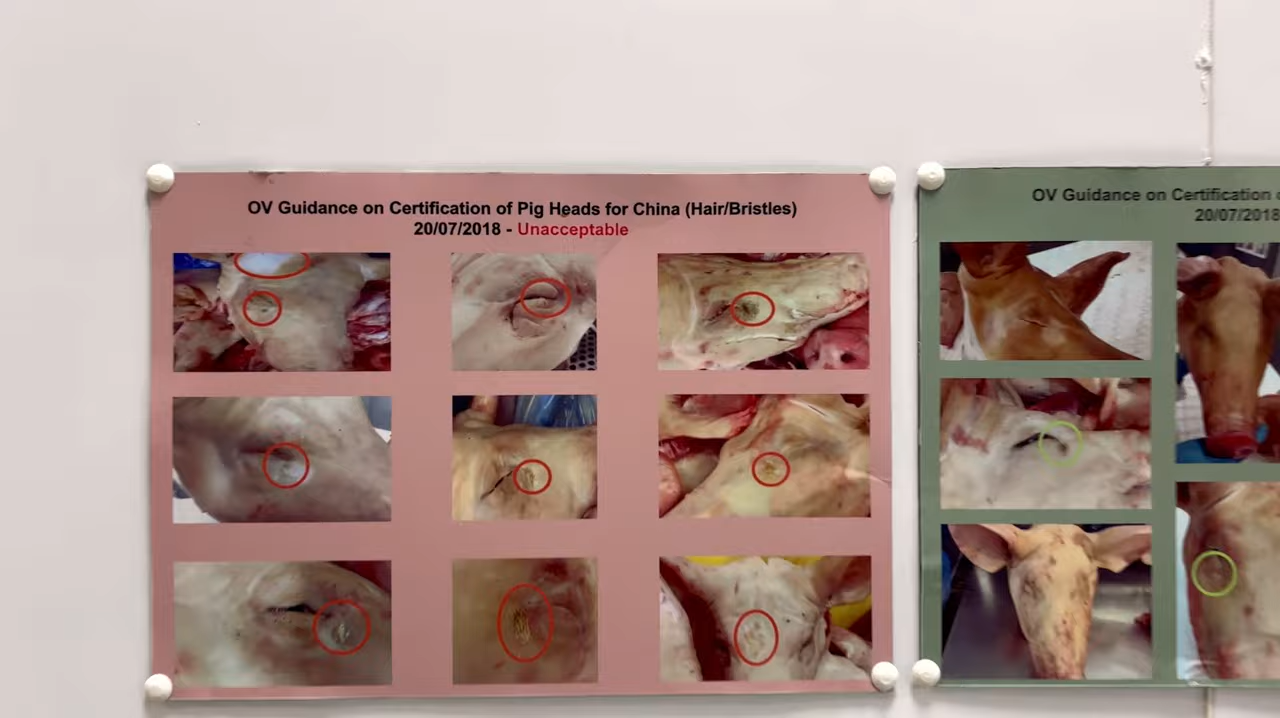 OV Guidance on Certification of Pig Heads for China (Hair/Bristles)
20/07/2018 - Unacceptable
OV Guidance on Certification
20/07/2018